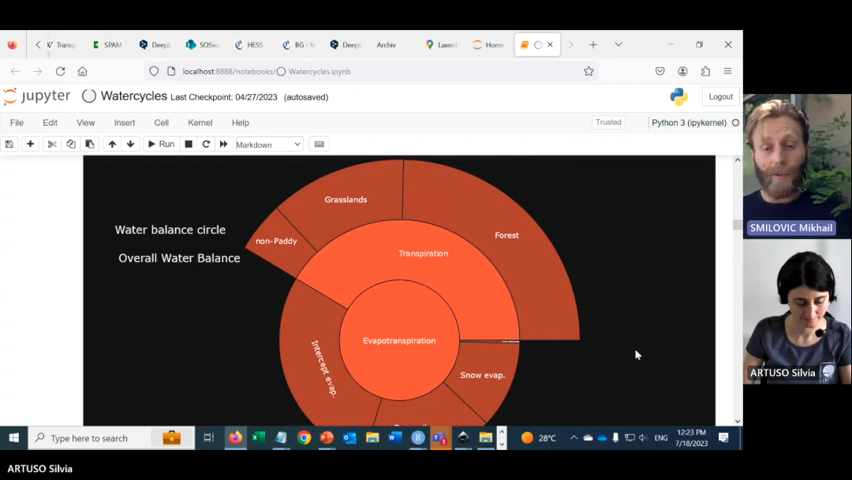 Transp
SPAM
Deepl
SOSw
HESS
BG -
Deepl
Archiv
Laxent
Home
localhost:8888/notebooks/ Watercycles.ipynb
jupyter Watercycles Last Checkpoint: 04/27/2023 (autosaved)
Logout
File Edit View Insert Cell Kernel Help
Trusted Python 3 (ipykernel)
Run Markdown
Grasslands
Forest
non-Paddy
Water balance circle
Transpiration
Overall Water Balance
Evapotranspiration
Intercept evap.
Snow evap.
SMILOVIC Mikhail
ARTUSO Silvia
Type here to search
28°C
ENG
12:23 PM
7/18/2023
ARTUSO Silvia